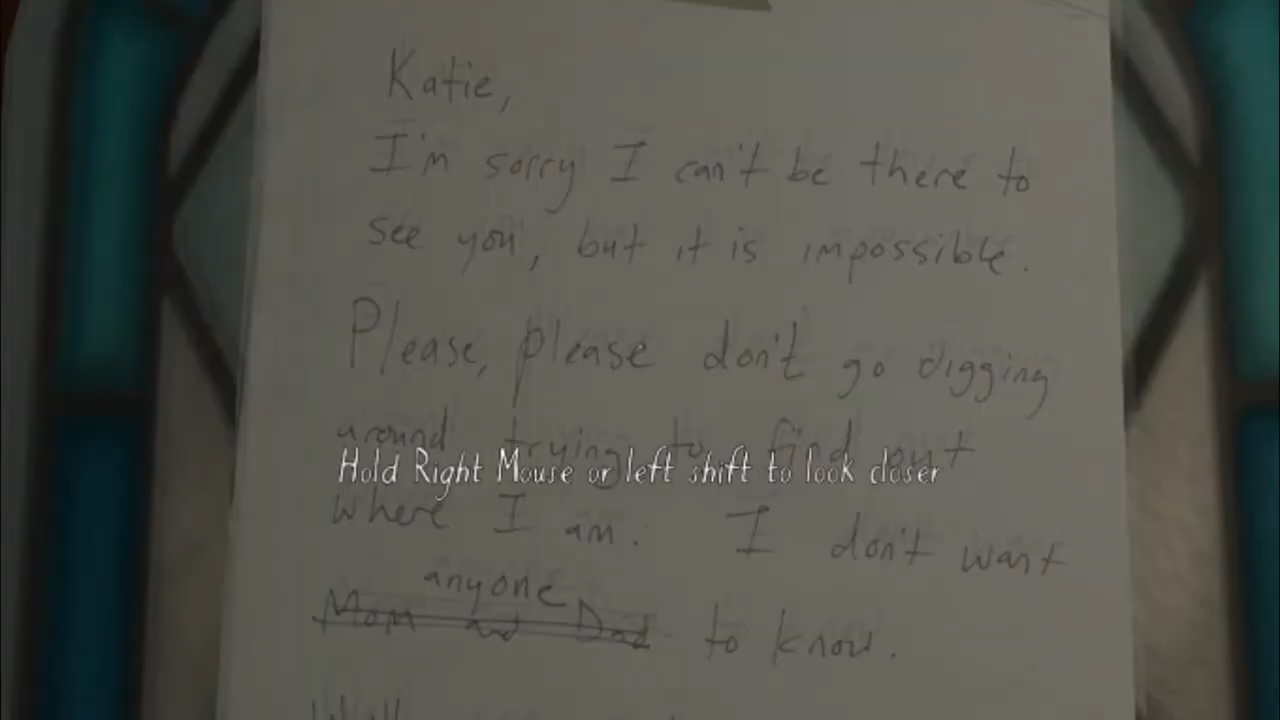 Katie,
I'm sorry I can't be there to
see you, but it is impossible.
Please, please don't go digging
around trying to find out
Hold Right Mouse or left shift to look closer
where I am. I don't want
anyone
Mom and Dad to know.